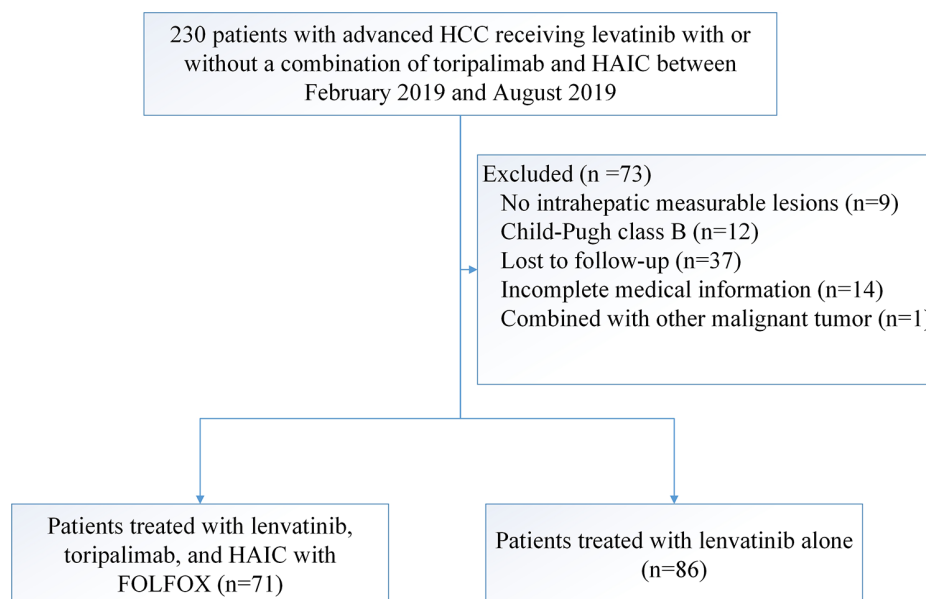 230 patients with advanced HCC receiving levatinib with or
without a combination of toripalimab and HAIC between
February 2019 and August 2019
Excluded (n =73)
No intrahepatic measurable lesions (n=9)
Child-Pugh class B (n=12)
Lost to follow-up (n=37)
Incomplete medical information (n=14)
Combined with other malignant tumor (n=1)
Patients treated with lenvatinib,
toripalimab, and HAIC with
FOLFOX (n=71)
Patients treated with lenvatinib alone
(n=86)